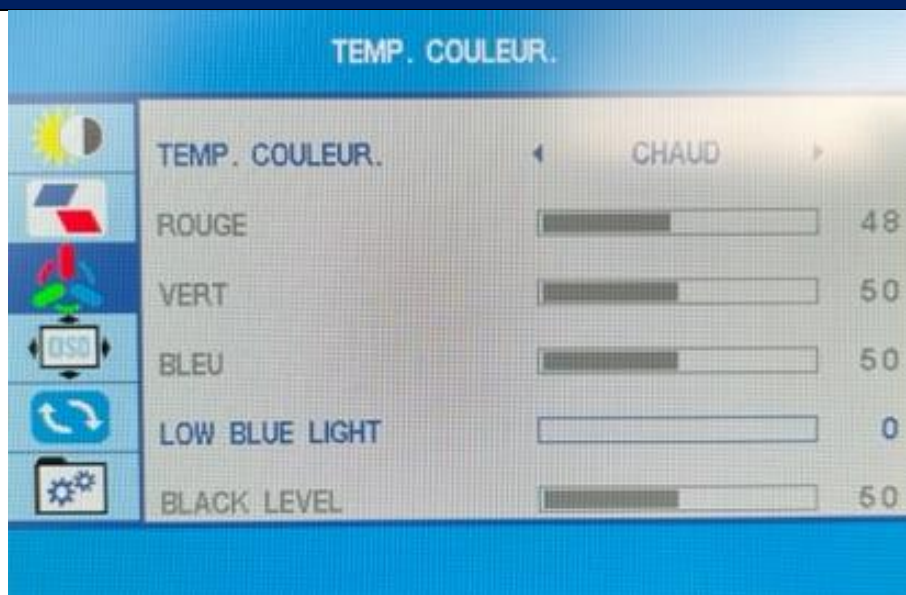 TEMP. COULEUR.
TEMP. COULEUR. CHAUD
ROUGE 48
VERT 50
BLEU 50
OSD
LOW BLUE LIGHT 0
BLACK LEVEL 50